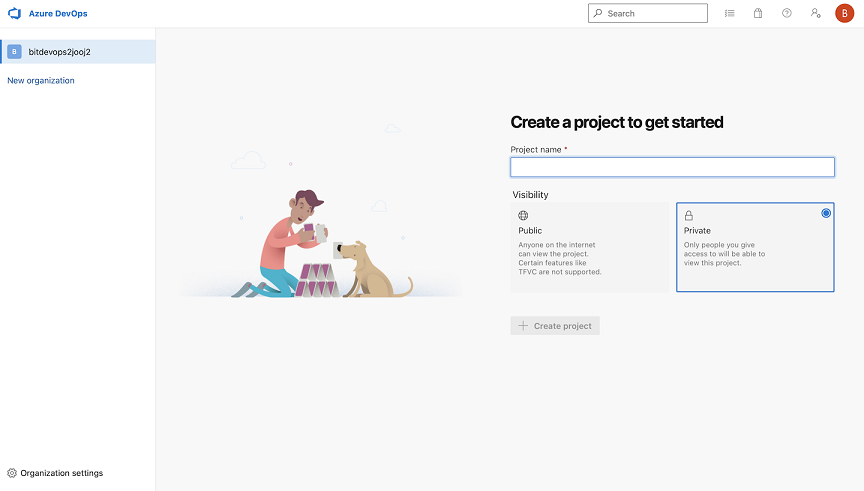 Azure DevOps
Search
B
B
bitdevops2jooj2
New organization
Create a project to get started
Project name *
Visibility
Public
Anyone on the internet
can view the project.
Certain features like
TFVC are not supported.
Private
Only people you give
access to will be able to
view this project.
Create project
Organization settings